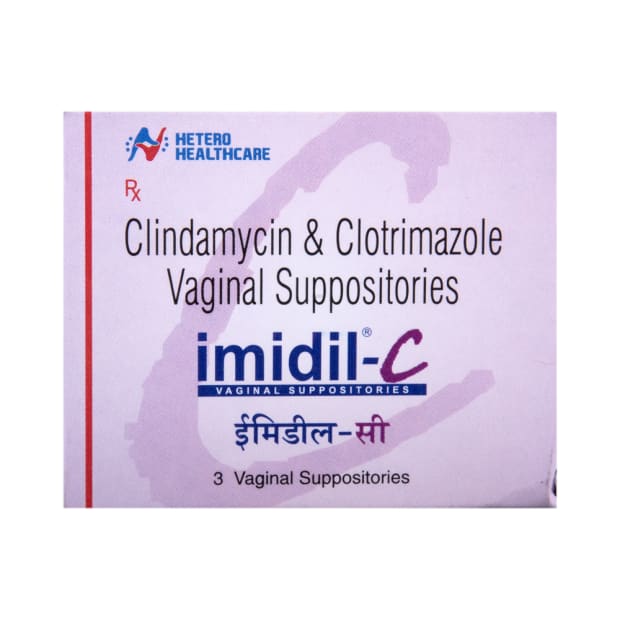 HETERO
HEALTHCARE
Rx
Clindamycin & Clotrimazole
Vaginal Suppositories
imidil®-C
VAGINAL SUPPOSITORIES
ईमिडील-सी
3 Vaginal Suppositories